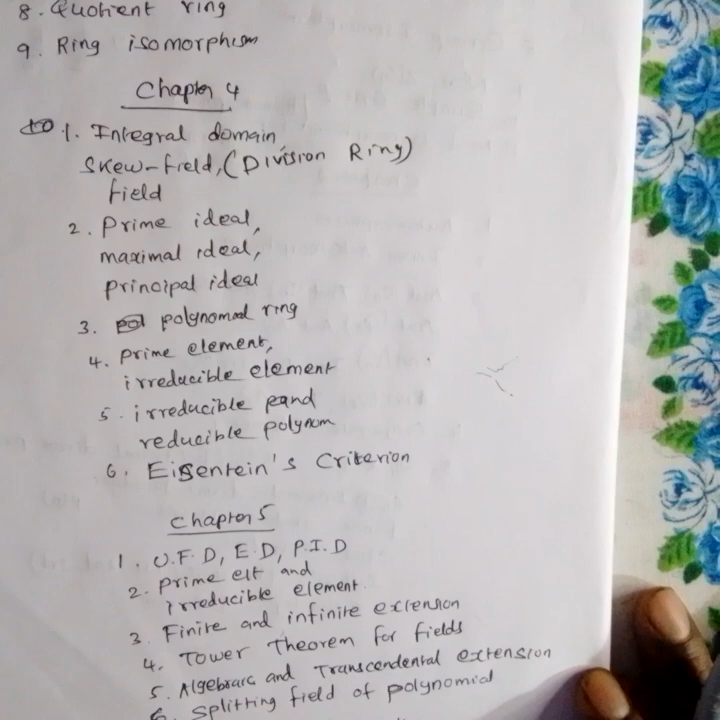 8. Quotient ring
9. Ring isomorphism
Chapter 4
1. Integral domain
Skew-field, (Division Ring)
field
2. Prime ideal,
maximal ideal,
principal ideal
3. polynomial ring
4. prime element,
irreducible element
5. irreducible and
reducible polynom
6. Eisentein's Criterion
Chapter 5
1. U.F.D, E.D, P.I.D
2. prime elt and
irreducible element.
3. Finite and infinite extension
4. Tower Theorem for fields
5. Algebraic and Transcendental extension
6. Splitting field of polynomial